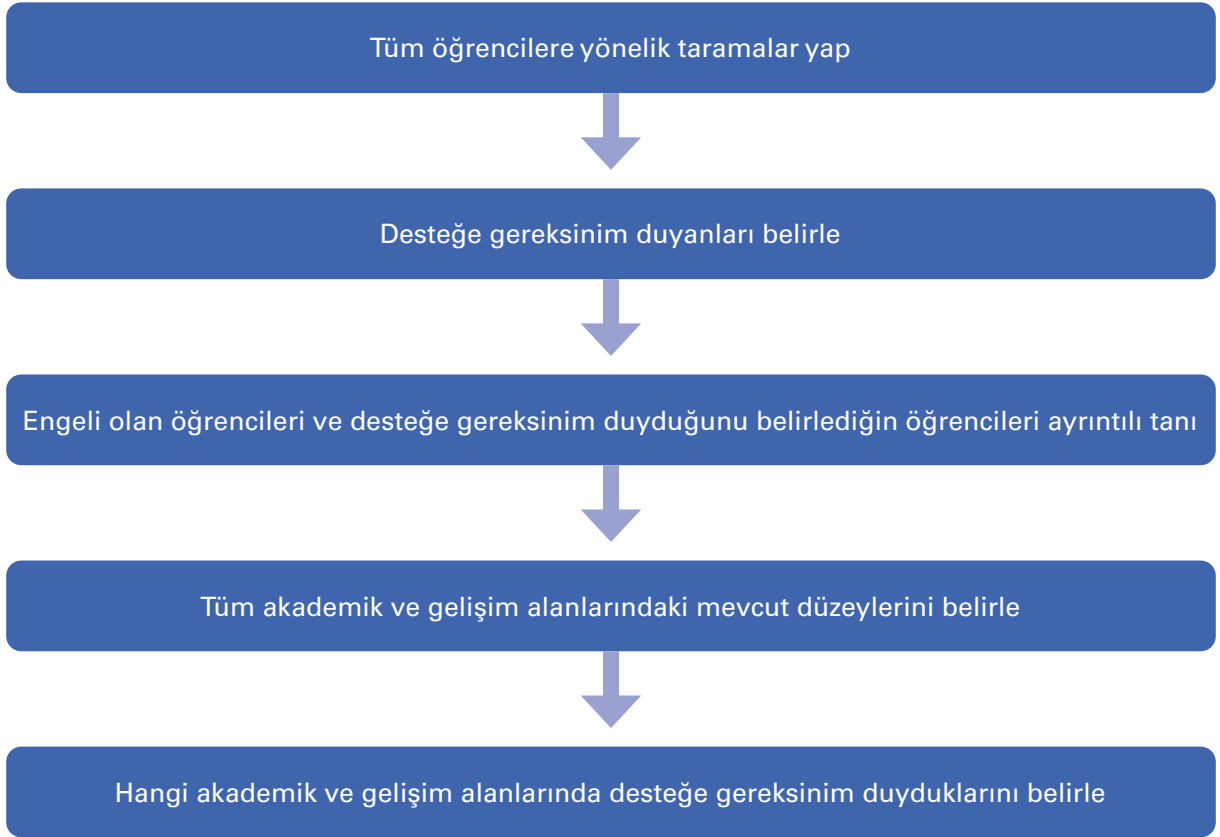 Tüm öğrencilere yönelik taramalar yap
Desteğe gereksinim duyanları belirle
Engeli olan öğrencileri ve desteğe gereksinim duyduğunu belirlediğin öğrencileri ayrıntılı tanı
Tüm akademik ve gelişim alanlarındaki mevcut düzeylerini belirle
Hangi akademik ve gelişim alanlarında desteğe gereksinim duyduklarını belirle